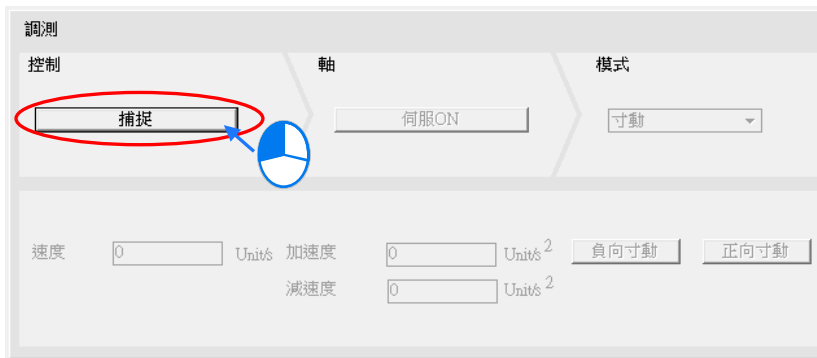 調測
控制 軸 模式
捕捉 伺服ON 寸動
速度 0 Unit/s 加速度 0 Unit/s 2 負向寸動 正向寸動
減速度 0 Unit/s 2